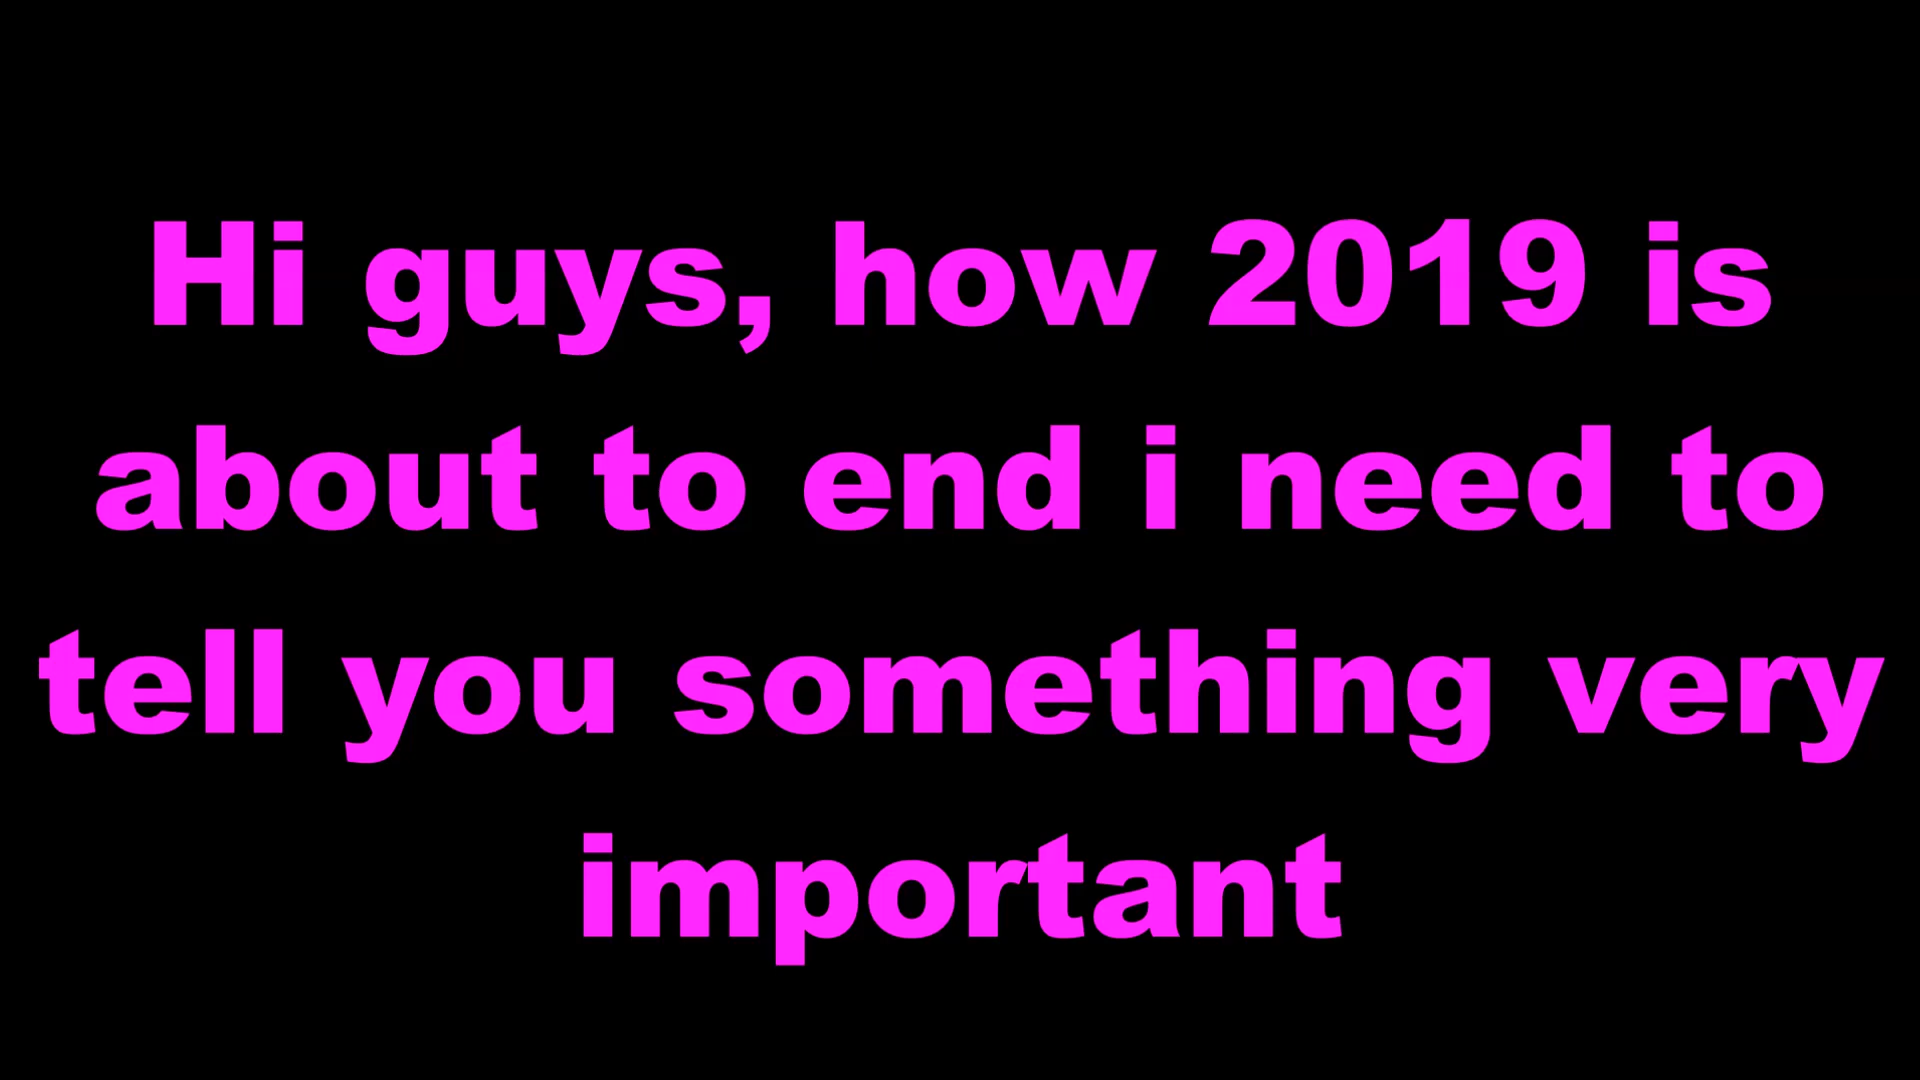 Hi guys, how 2019 is
about to end i need to
tell you something very
important